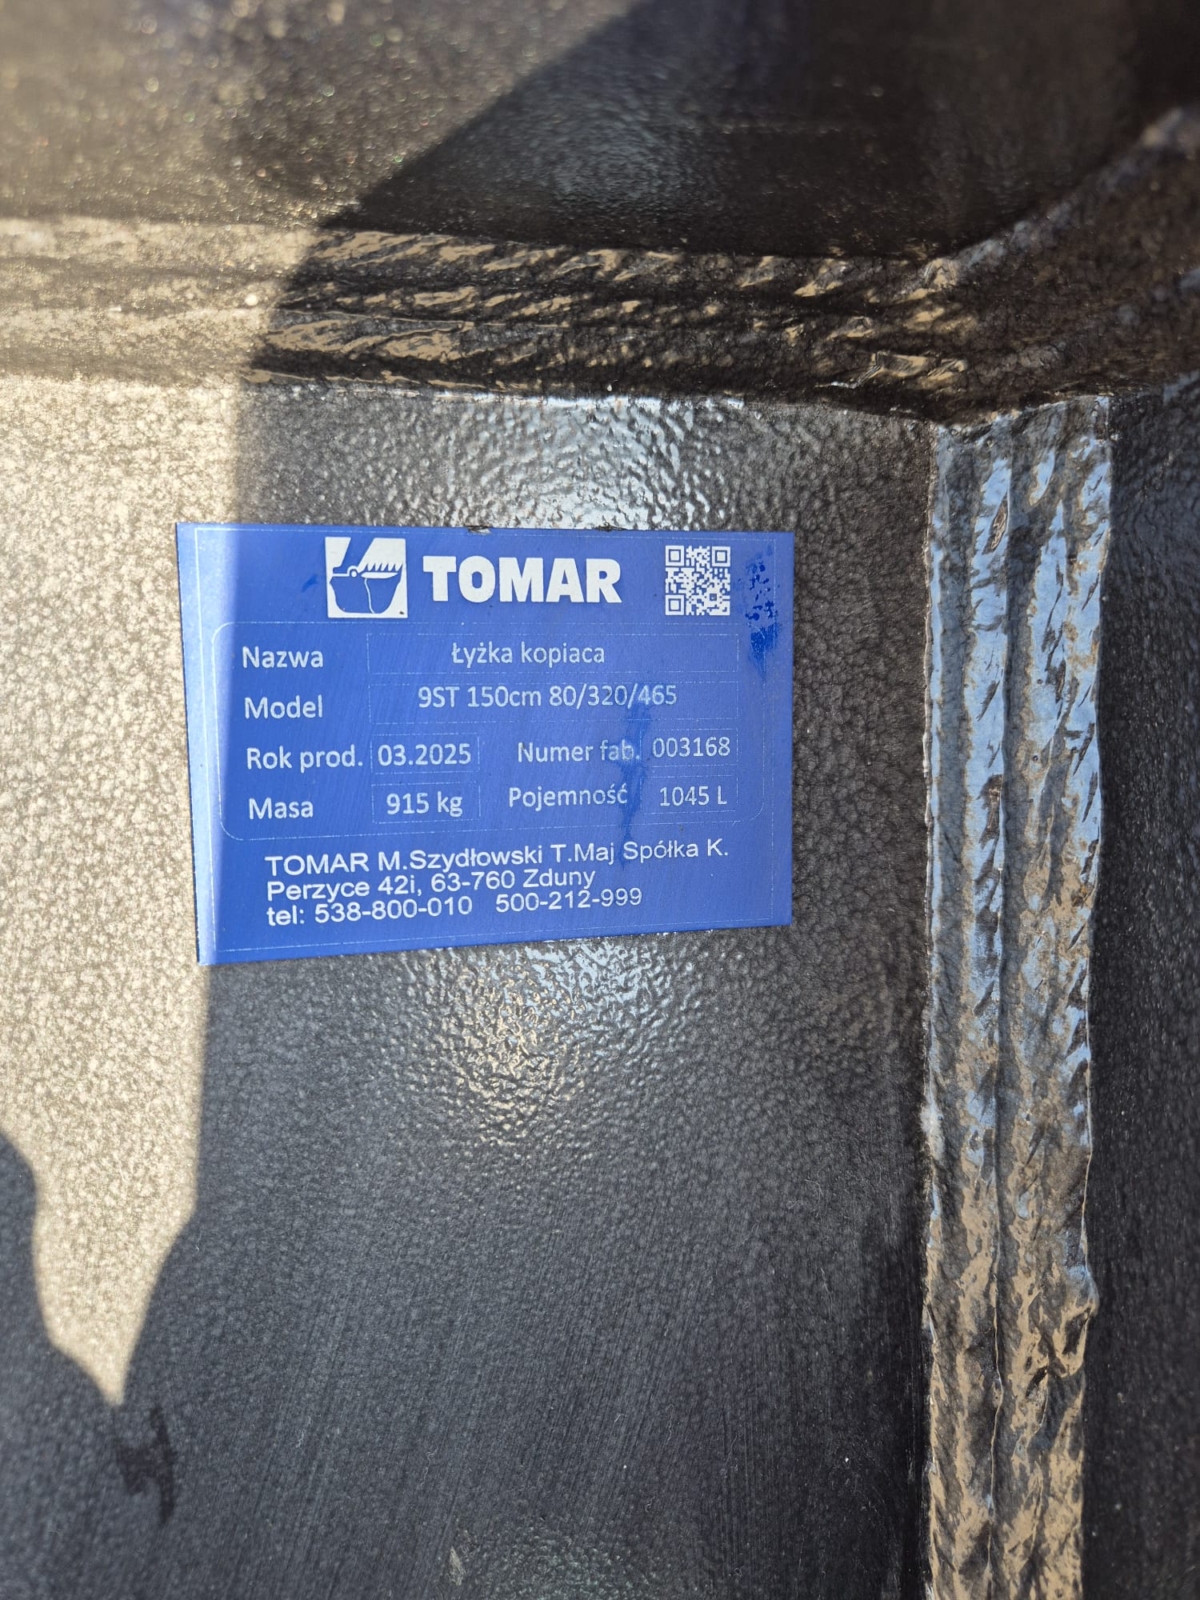 TOMAR
Nazwa Łyżka kopiaca
Model 9ST 150cm 80/320/465
Rok prod. 03.2025 Numer fab. 003168
Masa 915 kg Pojemność 1045 L
TOMAR M.Szydłowski T.Maj Spółka K.
Perzyce 42i, 63-760 Zduny
tel: 538-800-010 500-212-999